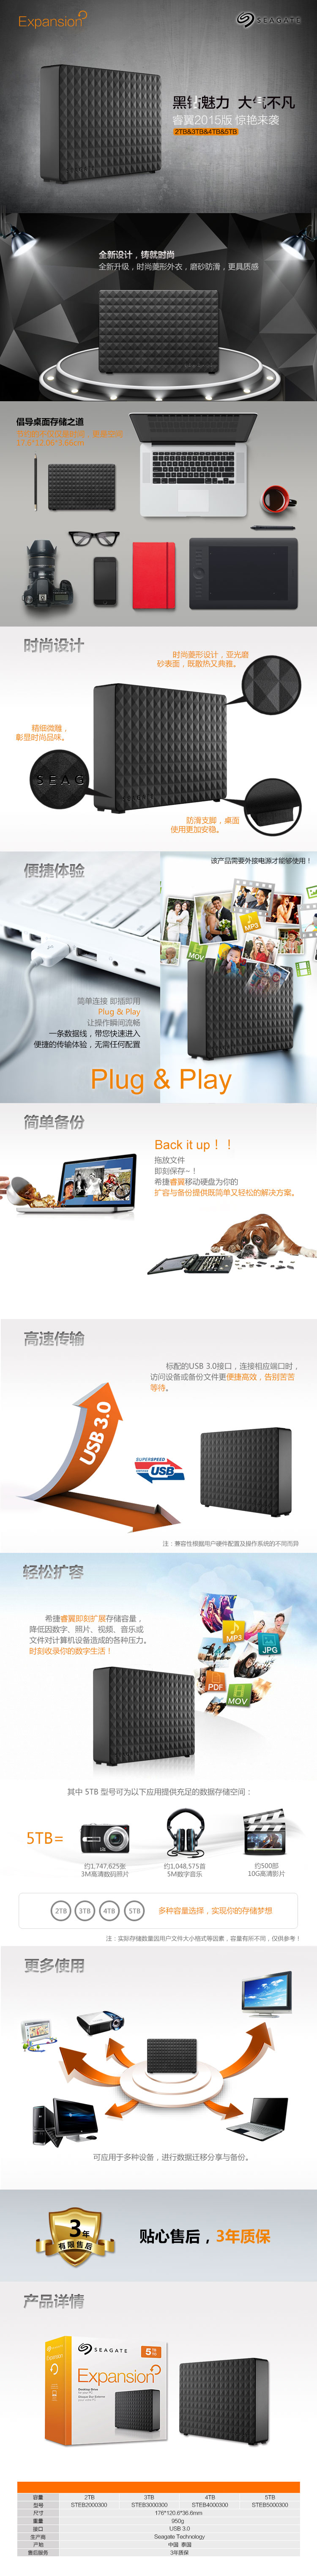 Expansion
SEAGATE
黑钻魅力 大气不凡
睿翼2015版 惊艳来袭
2TB&3TB&4TB&5TB
全新设计，铸就时尚
全新升级，时尚菱形外衣，磨砂防滑，更具质感
倡导桌面存储之道
时尚设计
时尚菱形设计，亚光磨
砂表面，既散热又典雅。
精细微雕，
彰显时尚品味。
SEAG
防滑支脚，桌面
使用更加安稳。
便捷体验
该产品需要外接电源才能够使用！
MP3
MOV
简单连接 即插即用
Plug & Play
让操作瞬间流畅
一条数据线，带您快速进入
便捷的传输体验，无需任何配置
Plug & Play
简单备份
Back it up！！
拖放文件
即刻保存~！
希捷睿翼移动硬盘为你的
扩容与备份提供既简单又轻松的解决方案。
高速传输
标配的USB 3.0接口，连接相应端口时，
访问设备或备份文件更便捷高效，告别苦苦
等待。
USB 3.0
SUPERSPEED
USB
注：兼容性根据用户硬件配置及操作系统的不同而异
轻松扩容
希捷睿翼即刻扩展存储容量，
降低因数字、照片、视频、音乐或
文件对计算机设备造成的各种压力。
时刻收录你的数字生活！
MP3
JPG
PDF
MOV
其中 5TB 型号可为以下应用提供充足的数据存储空间：
5TB=
约1,747,625张
3M高清数码照片
约1,048,575首
5M数字音乐
约500部
10G高清影片
2TB 3TB 4TB 5TB 多种容量选择，实现你的存储梦想
注：实际存储数量因用户文件大小格式等因素，容量有所不同，仅供参考！
更多使用
可应用于多种设备，进行数据迁移分享与备份。
3年
有限售后
贴心售后，3年质保
产品详情
SEAGATE
5TB
Expansion
容量 2TB 3TB 4TB 5TB
型号 STEB2000300 STEB3000300 STEB4000300 STEB5000300
尺寸 176*120.6*36.6mm
重量 950g
接口 USB 3.0
生产商 Seagate Technology
产地 中国 泰国
售后服务 3年质保